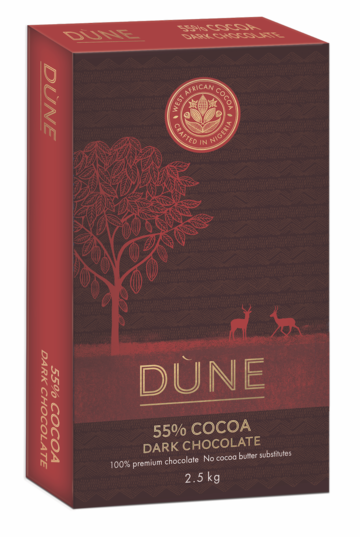 DÙNE
55% COCOA
DARK CHOCOLATE
DÙNE
55% COCOA
DARK CHOCOLATE
WEST AFRICAN COCOA
CRAFTED IN NIGERIA
DÙNE
55% COCOA
DARK CHOCOLATE
100% premium chocolate No cocoa butter substitutes
2.5 kg